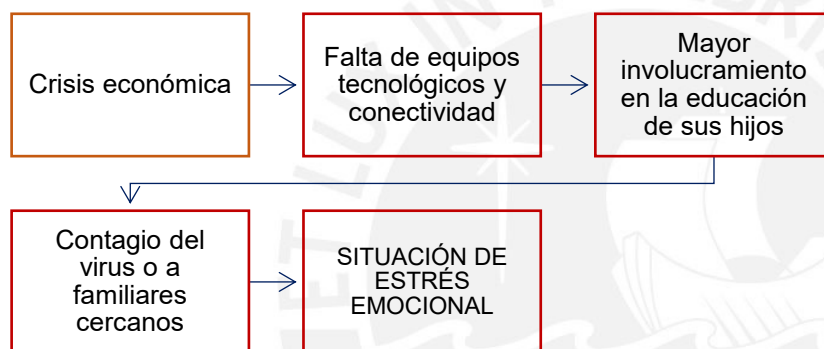 Crisis económica
Falta de equipos
tecnológicos y
conectividad
Mayor
involucramiento
en la educación
de sus hijos
Contagio del
virus o a
familiares
cercanos
SITUACIÓN DE
ESTRÉS
EMOCIONAL